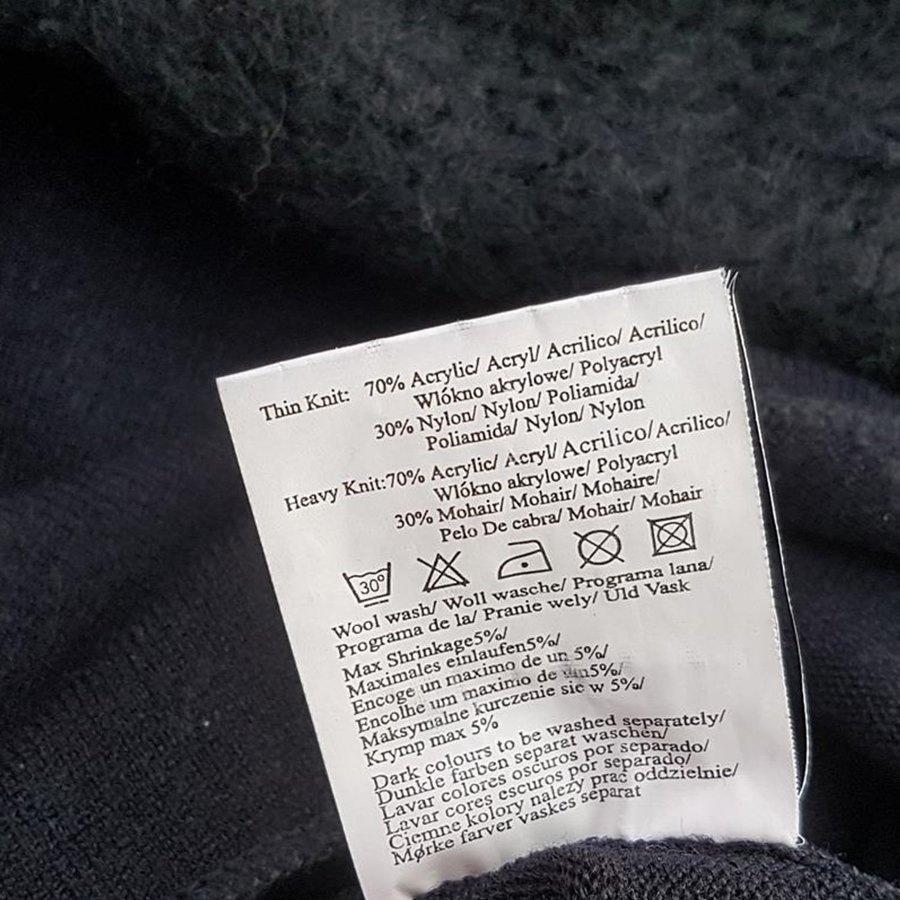 Thin Knit: 70% Acrylic/ Acryl/ Acrilico/ Acrilico/
Wlókno akrylowe/ Polyacryl
30% Nylon/ Nylon/ Poliamida/
Poliamida/ Nylon/ Nylon
Heavy Knit:70% Acrylic/ Acryl/ Acrilico/Acrilico/
Wlókno akrylowe/ Polyacryl
30% Mohair/ Mohair/ Mohaire/
Pelo De cabra/ Mohair/ Mohair
30°
Wool wash/ Woll wasche/ Programa lana/
Programa de la/ Pranie wely/ Uld Vask
Max Shrinkage5%/
Maximales einlaufen5%/
Encoge un maximo de un 5%/
Encolhe um maximo de um5%/
Maksymalne kurczenie sie w 5%/
Krymp max 5%
Dark colours to be washed separately/
Dunkle farben separat waschen/
Lavar colores oscuros por separado/
Lavar cores escuros por separado/
Ciemne kolory nalezy prać oddzielnie/
Mørke farver vaskes separat